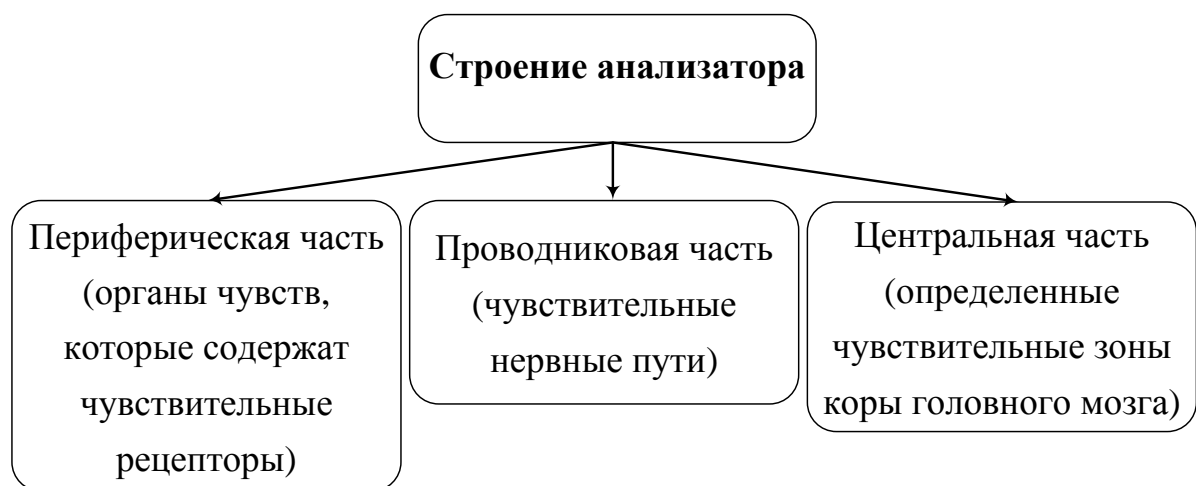 Строение анализатора
Периферическая часть
(органы чувств,
которые содержат
чувствительные
рецепторы)
Проводниковая часть
(чувствительные
нервные пути)
Центральная часть
(определенные
чувствительные зоны
коры головного мозга)